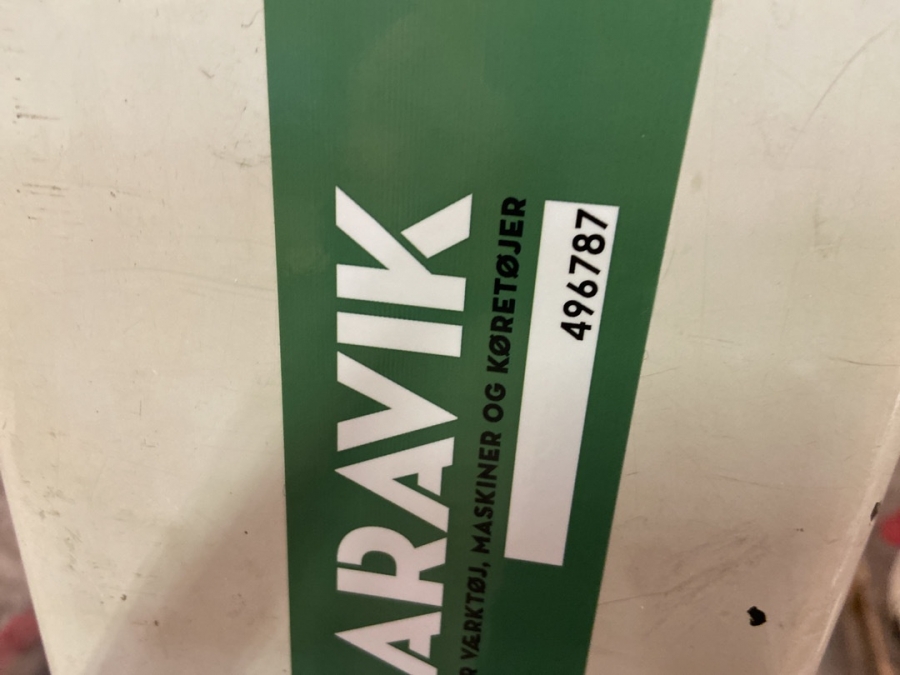 ARAVIK
VÆRKTØJ, MASKINER OG KØRETØJER
496787